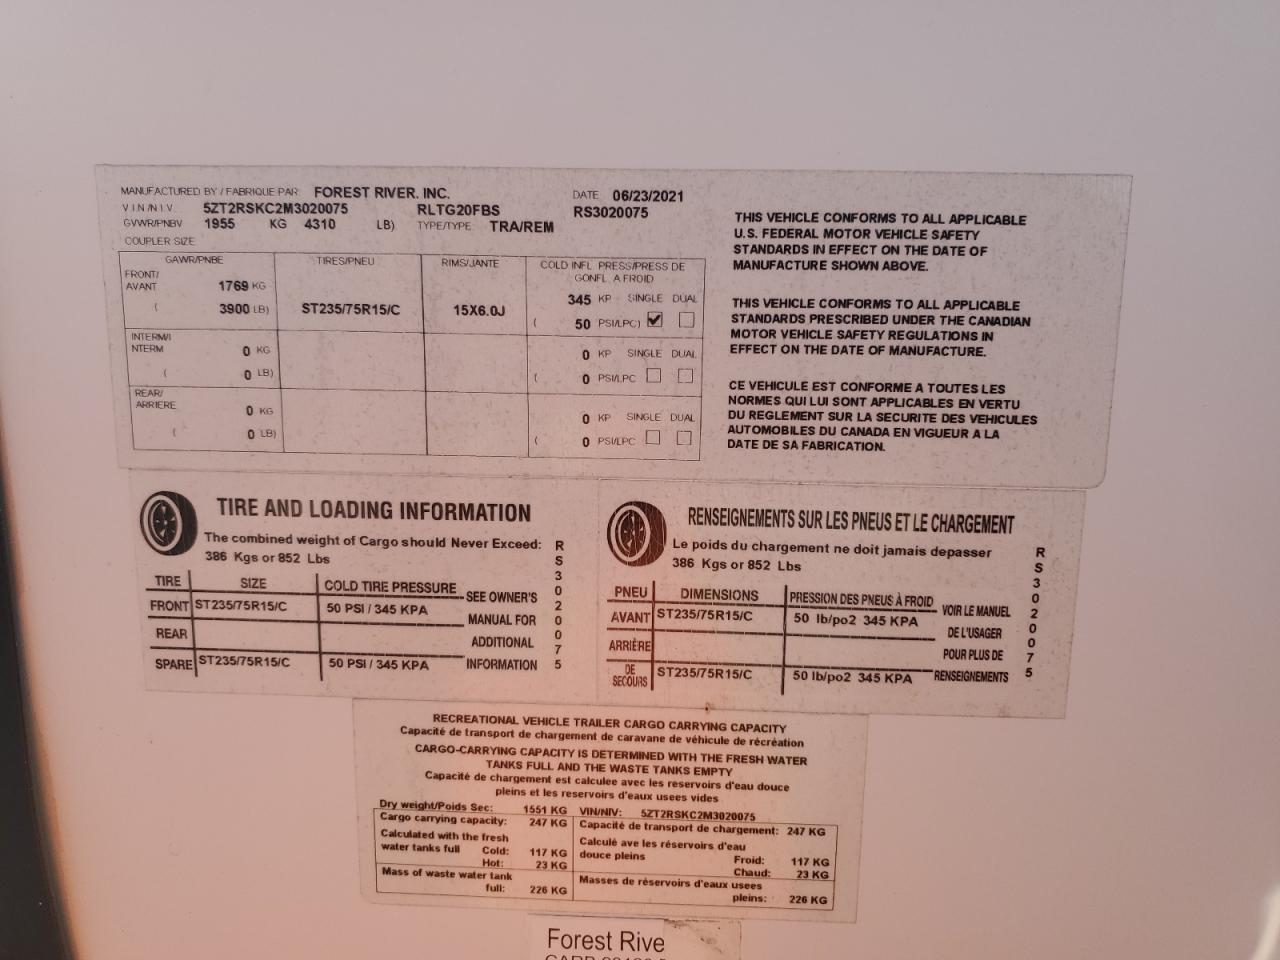 MANUFACTURED BY / FABRIQUE PAR: FOREST RIVER, INC. DATE 06/23/2021
V.I.N/N.I.V. 5ZT2RSKC2M3020075 RLTG20FBS RS3020075
GVWR/PNBV 1955 KG 4310 LB) TYPE/TYPE TRA/REM
COUPLER SIZE
GAWR/PNBE TIRES/PNEU RIMS/JANTE COLD INFL PRESS/PRESS DE
GONFL A FROID
FRONT/
AVANT 1769 KG 345 KP SINGLE DUAL
( 3900 LB) ST235/75R15/C 15X6.0J ( 50 PSI/LPC)
INTERM/I
NTERM 0 KG 0 KP SINGLE DUAL
( 0 LB) ( 0 PSI/LPC
REAR/
ARRIERE 0 KG 0 KP SINGLE DUAL
( 0 LB) ( 0 PSI/LPC
THIS VEHICLE CONFORMS TO ALL APPLICABLE
U.S. FEDERAL MOTOR VEHICLE SAFETY
STANDARDS IN EFFECT ON THE DATE OF
MANUFACTURE SHOWN ABOVE.
THIS VEHICLE CONFORMS TO ALL APPLICABLE
STANDARDS PRESCRIBED UNDER THE CANADIAN
MOTOR VEHICLE SAFETY REGULATIONS IN
EFFECT ON THE DATE OF MANUFACTURE.
CE VEHICULE EST CONFORME A TOUTES LES
NORMES QUI LUI SONT APPLICABLES EN VERTU
DU REGLEMENT SUR LA SECURITE DES VEHICULES
AUTOMOBILES DU CANADA EN VIGUEUR A LA
DATE DE SA FABRICATION.
TIRE AND LOADING INFORMATION
The combined weight of Cargo should Never Exceed:
386 Kgs or 852 Lbs
TIRE SIZE COLD TIRE PRESSURE SEE OWNER'S
FRONT ST235/75R15/C 50 PSI / 345 KPA MANUAL FOR
REAR ADDITIONAL
SPARE ST235/75R15/C 50 PSI / 345 KPA INFORMATION
RS3020075
RENSEIGNEMENTS SUR LES PNEUS ET LE CHARGEMENT
Le poids du chargement ne doit jamais depasser
386 Kgs or 852 Lbs
PNEU DIMENSIONS PRESSION DES PNEUS À FROID VOIR LE MANUEL
AVANT ST235/75R15/C 50 lb/po2 345 KPA DE L'USAGER
ARRIÈRE POUR PLUS DE
DE
SECOURS ST235/75R15/C 50 lb/po2 345 KPA RENSEIGNEMENTS
RS3020075
RECREATIONAL VEHICLE TRAILER CARGO CARRYING CAPACITY
Capacité de transport de chargement de caravane de véhicule de récréation
CARGO-CARRYING CAPACITY IS DETERMINED WITH THE FRESH WATER
TANKS FULL AND THE WASTE TANKS EMPTY
Capacité de chargement est calculee avec les reservoirs d'eau douce
pleins et les reservoirs d'eaux usees vides
Dry weight/Poids Sec: 1551 KG VIN/NIV: 5ZT2RSKC2M3020075
Cargo carrying capacity: 247 KG Capacité de transport de chargement: 247 KG
Calculated with the fresh
water tanks full Cold: 117 KG
Hot: 23 KG
Calculé ave les réservoirs d'eau
douce pleins Froid: 117 KG
Chaud: 23 KG
Mass of waste water tank
full: 226 KG
Masses de réservoirs d'eaux usees
pleins: 226 KG
Forest Rive